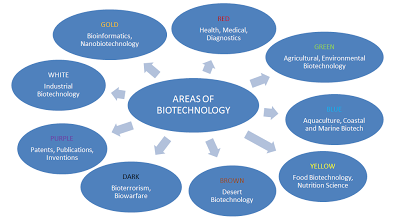 AREAS OF
BIOTECHNOLOGY
RED
Health, Medical,
Diagnostics
GREEN
Agricultural, Environmental
Biotechnology
BLUE
Aquaculture, Coastal
and Marine Biotech
YELLOW
Food Biotechnology,
Nutrition Science
BROWN
Desert
Biotechnology
DARK
Bioterrorism,
Biowarfare
PURPLE
Patents, Publications,
Inventions
WHITE
Industrial
Biotechnology
GOLD
Bioinformatics,
Nanobiotechnology